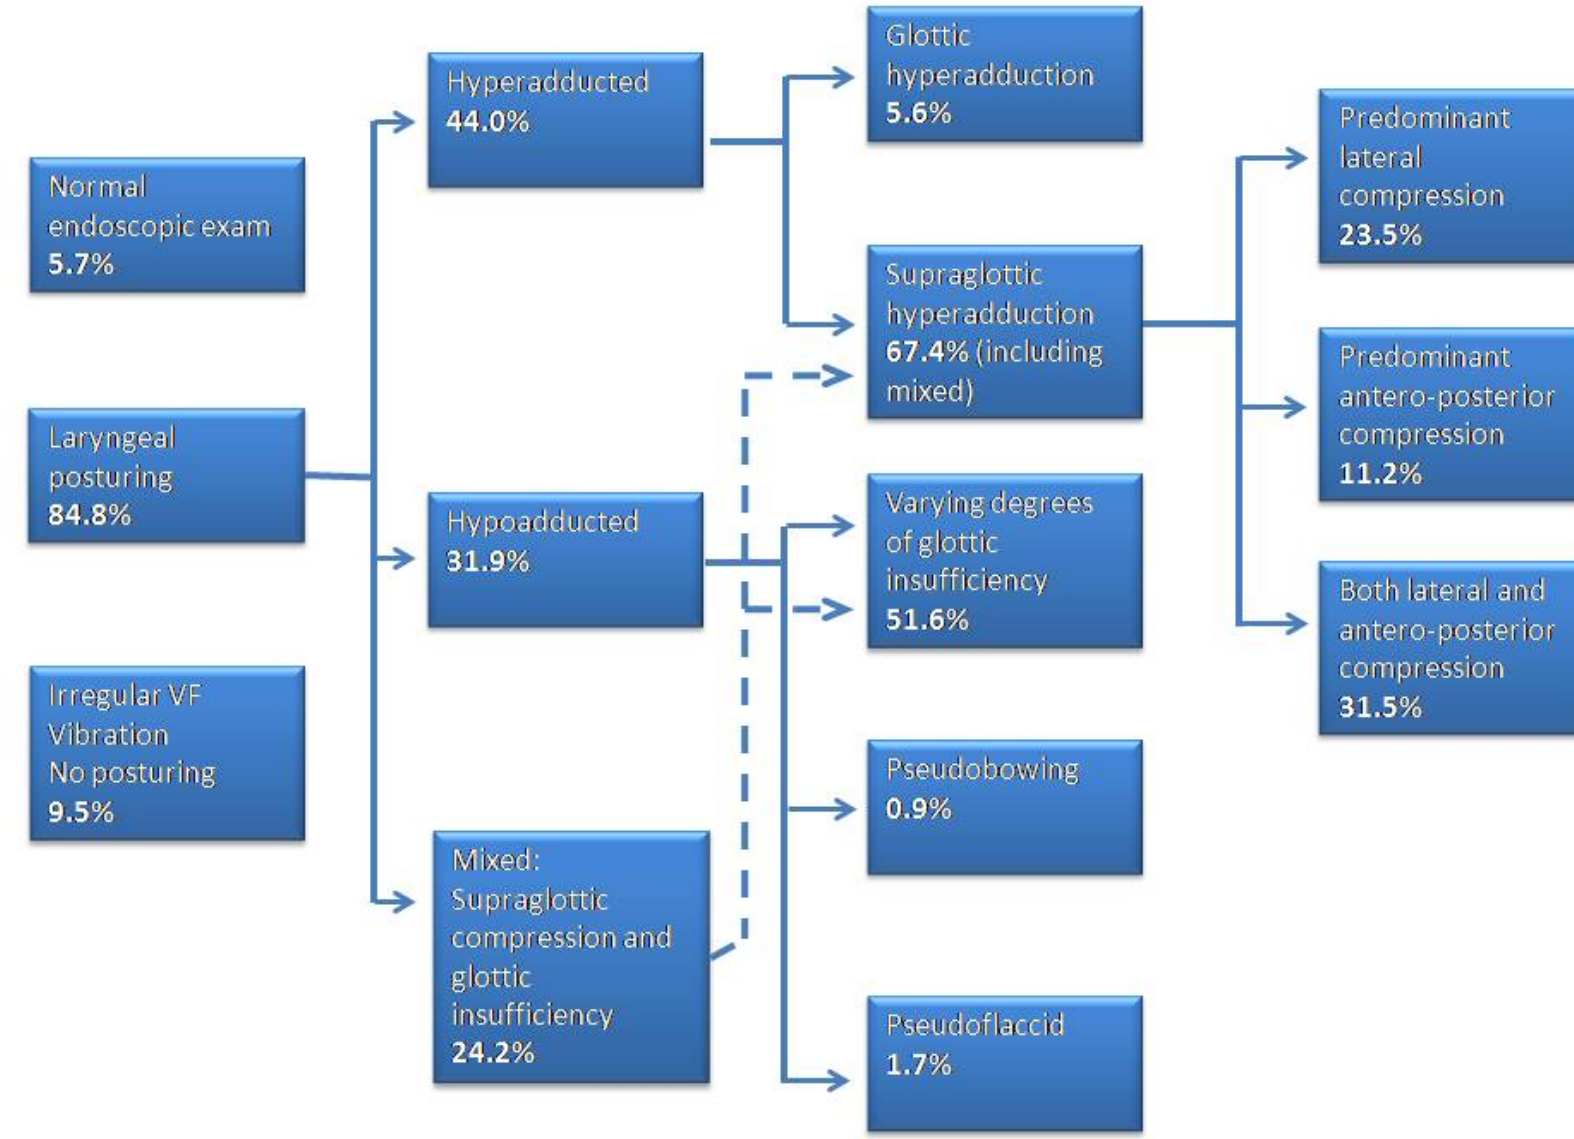 Normal
endoscopic exam
5.7%
Laryngeal
posturing
84.8%
Irregular VF
Vibration
No posturing
9.5%
Hyperadducted
44.0%
Hypoadducted
31.9%
Mixed:
Supraglottic
compression and
glottic
insufficiency
24.2%
Glottic
hyperadduction
5.6%
Supraglottic
hyperadduction
67.4% (including
mixed)
Varying degrees
of glottic
insufficiency
51.6%
Pseudobowing
0.9%
Pseudoflaccid
1.7%
Predominant
lateral
compression
23.5%
Predominant
antero-posterior
compression
11.2%
Both lateral and
antero-posterior
compression
31.5%